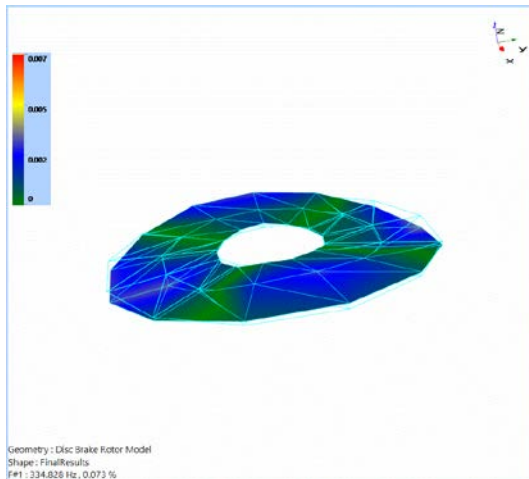 0.007
0.005
0.002
0
Z
Y
X
Geometry : Disc Brake Rotor Model
Shape : FinalResults
F#1 : 334.828 Hz , 0.073 %